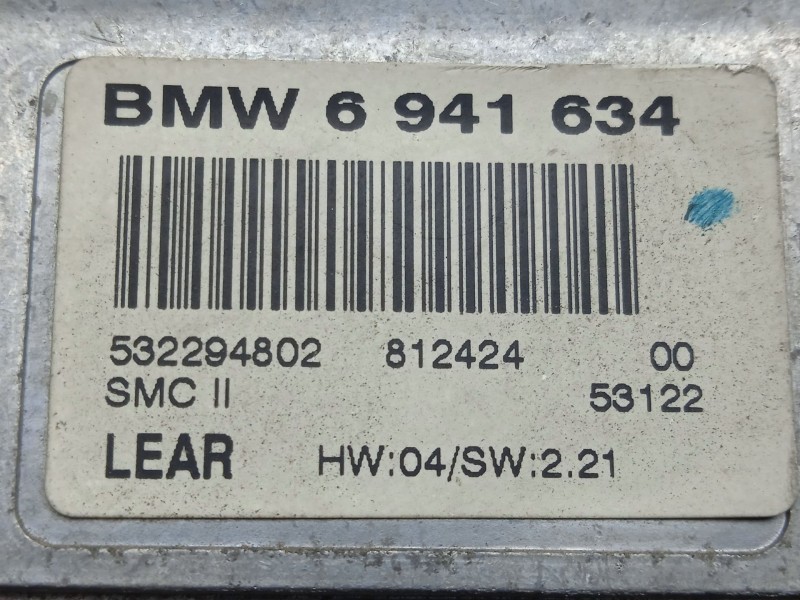 BMW 6 941 634
532294802 812424 00
SMC II 53122
LEAR HW:04/SW:2.21